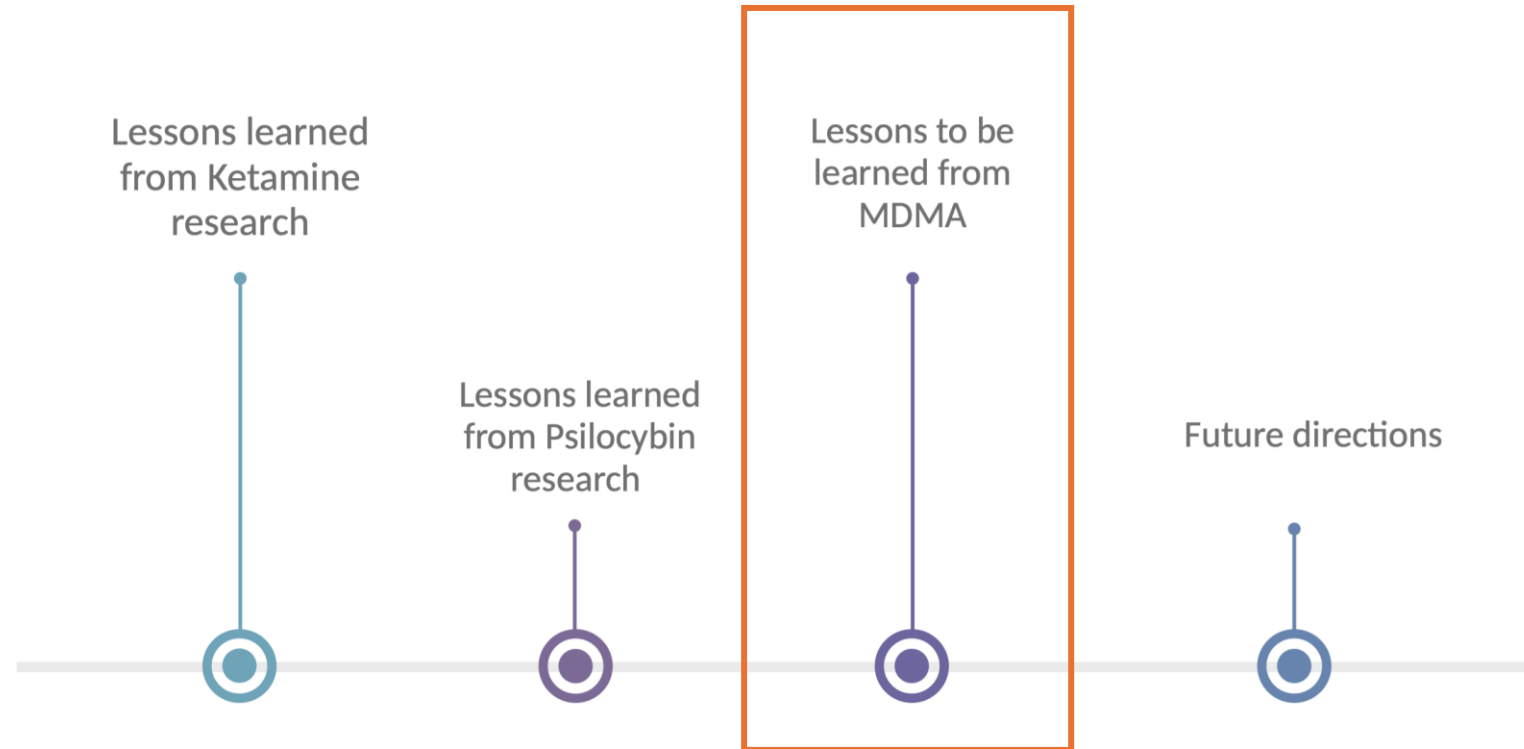 Lessons learned
from Ketamine
research
Lessons learned
from Psilocybin
research
Lessons to be
learned from
MDMA
Future directions